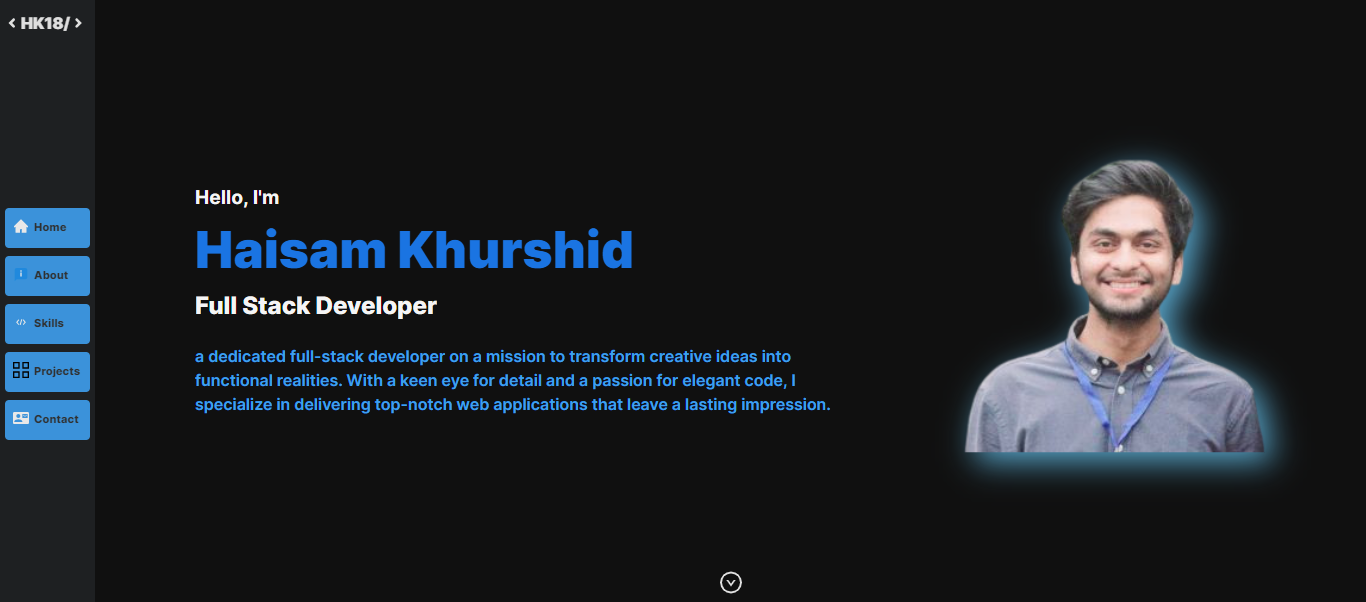 < HK18/ >
Home
About
Skills
Projects
Contact
Hello, I'm
Haisam Khurshid
Full Stack Developer
a dedicated full-stack developer on a mission to transform creative ideas into
functional realities. With a keen eye for detail and a passion for elegant code, I
specialize in delivering top-notch web applications that leave a lasting impression.